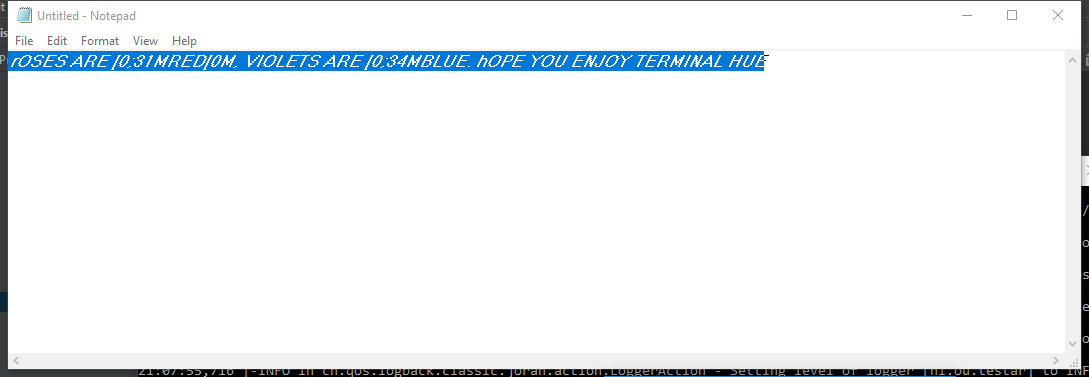 Untitled - Notepad
File Edit Format View Help
rOSES ARE [0;31MRED[0M, VIOLETS ARE [0;34MBLUE. hOPE YOU ENJOY TERMINAL HUE
21:07:55,716 |-INFO in ch.qos.logback.classic.joran.action.LoggerAction - Setting level of logger [nl.ou.testar] to INF